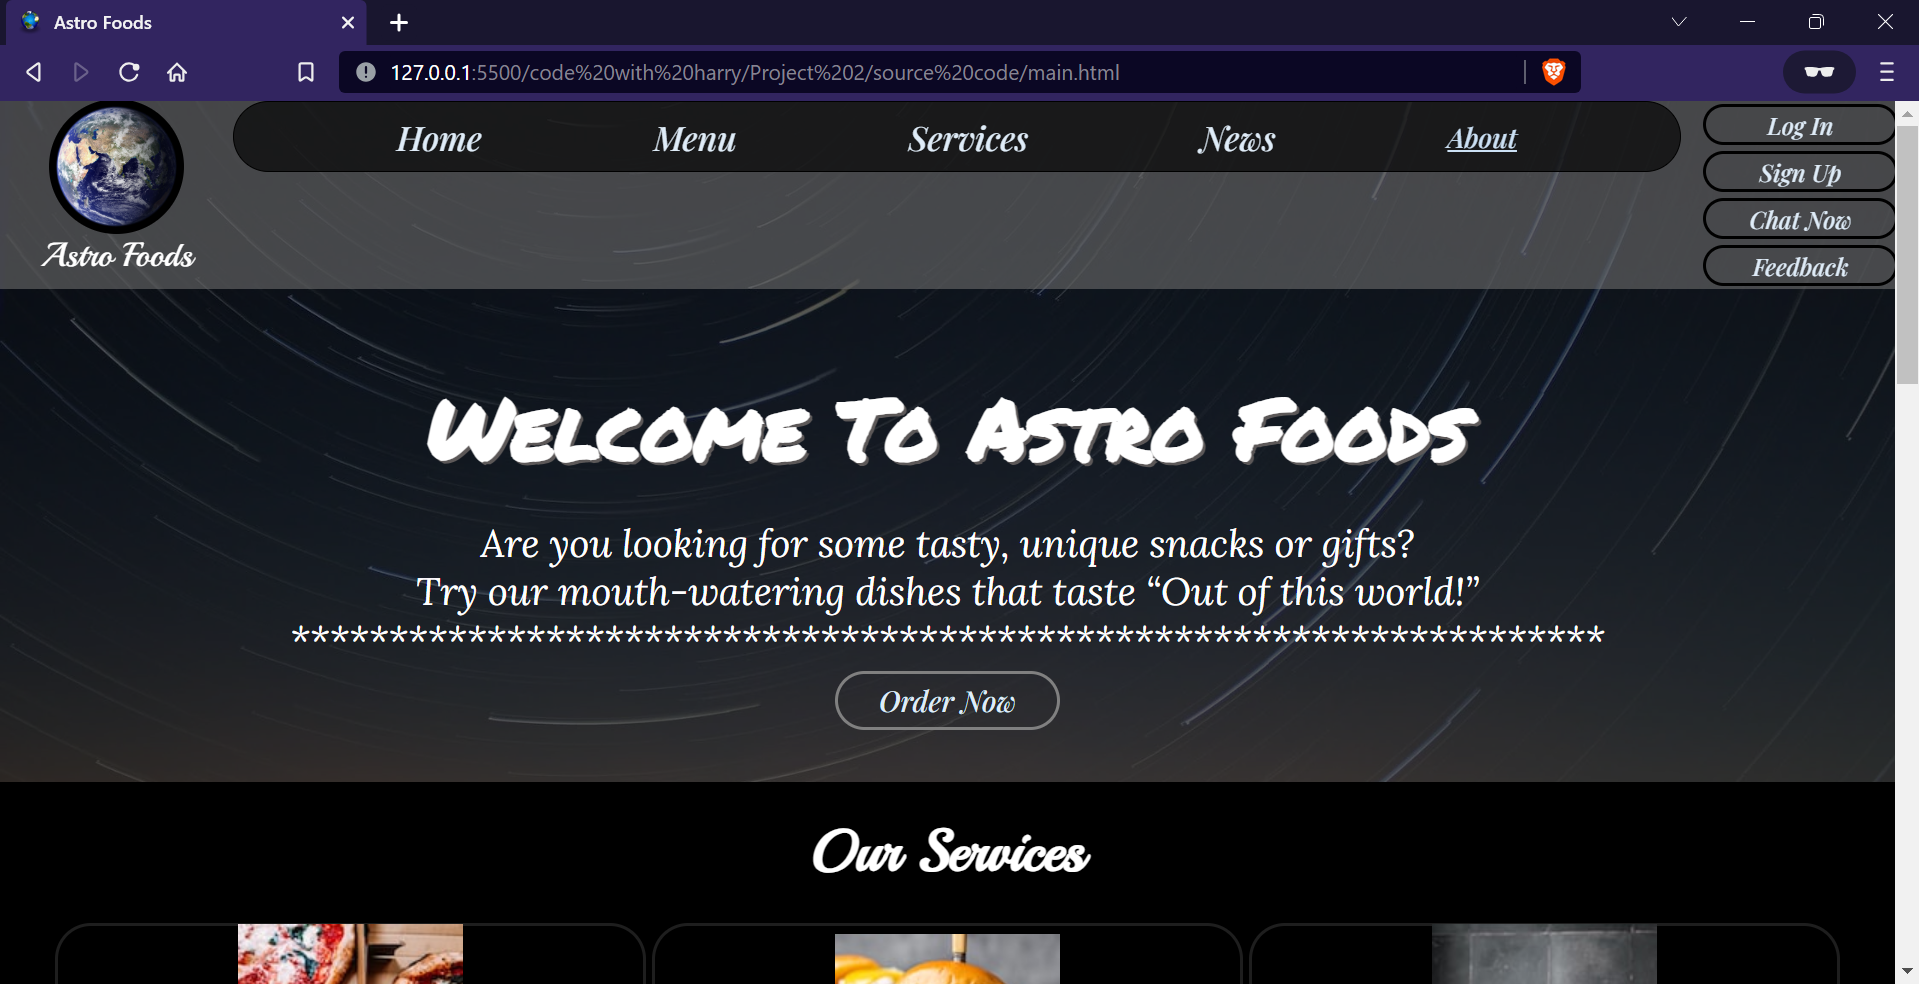 Astro Foods
127.0.0.1:5500/code%20with%20harry/Project%202/source%20code/main.html
Home Menu Services News About
Log In
Sign Up
Chat Now
Feedback
Astro Foods
Welcome To Astro Foods
Are you looking for some tasty, unique snacks or gifts?
Try our mouth-watering dishes that taste “Out of this world!”
*******************************************************************
Order Now
Our Services